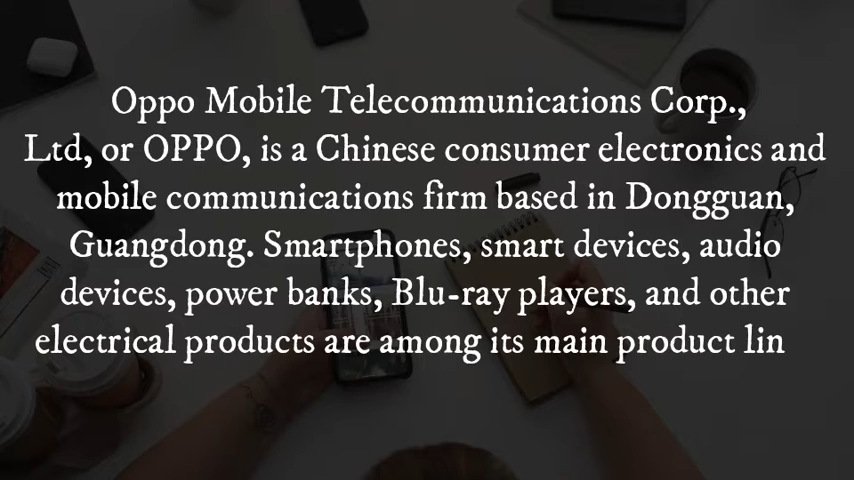 Oppo Mobile Telecommunications Corp.,
Ltd, or OPPO, is a Chinese consumer electronics and
mobile communications firm based in Dongguan,
Guangdong. Smartphones, smart devices, audio
devices, power banks, Blu-ray players, and other
electrical products are among its main product lin